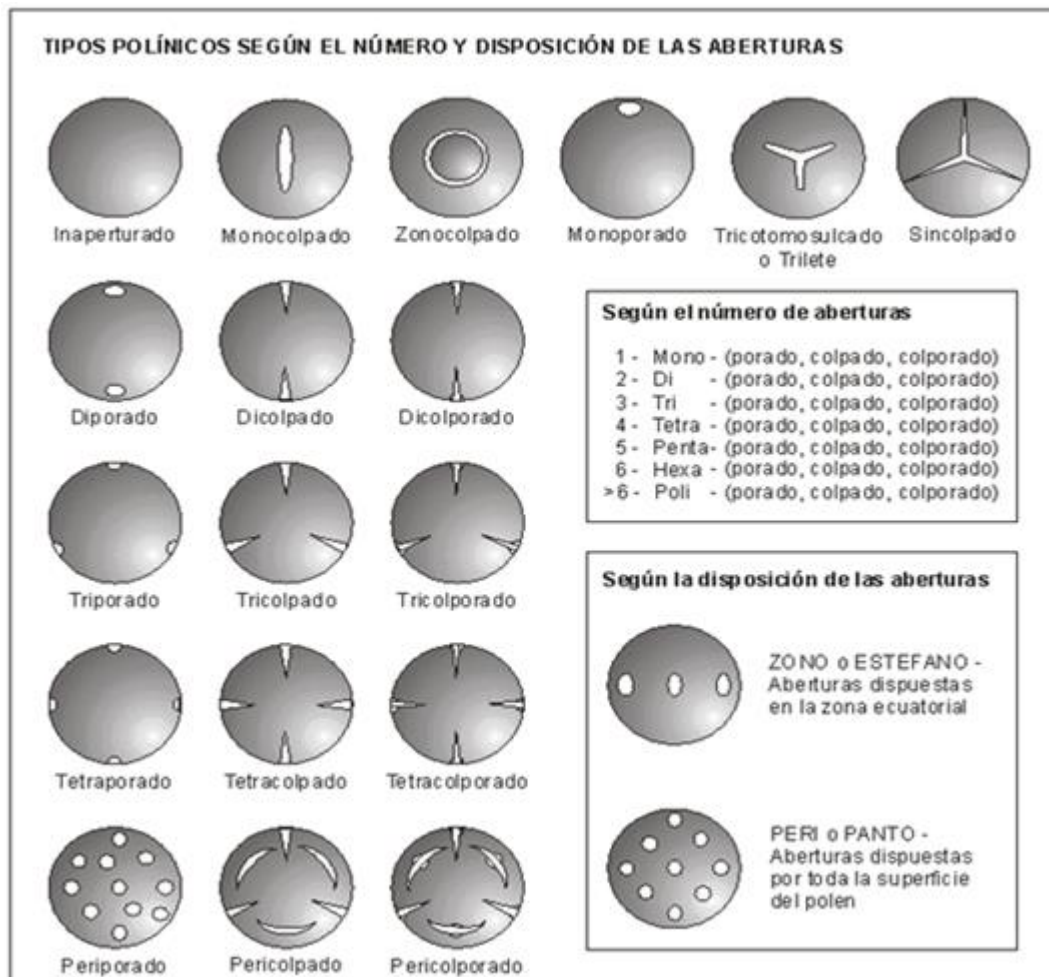 TIPOS POLÍNICOS SEGÚN EL NÚMERO Y DISPOSICIÓN DE LAS ABERTURAS
Inaperturado
Monocolpado
Zonocolpado
Monoporado
Tricotomosulcado
o Trilete
Sincolpado
Diporado
Dicolpado
Dicolporado
Según el número de aberturas
1 - Mono - (porado, colpado, colporado)
2 - Di - (porado, colpado, colporado)
3 - Tri - (porado, colpado, colporado)
4 - Tetra - (porado, colpado, colporado)
5 - Penta - (porado, colpado, colporado)
6 - Hexa - (porado, colpado, colporado)
>6 - Poli - (porado, colpado, colporado)
Triporado
Tricolpado
Tricolporado
Según la disposición de las aberturas
ZONO o ESTEFANO -
Aberturas dispuestas
en la zona ecuatorial
Tetraporado
Tetracolpado
Tetracolporado
PERI o PANTO -
Aberturas dispuestas
por toda la superficie
del polen
Periporado
Pericolpado
Pericolporado